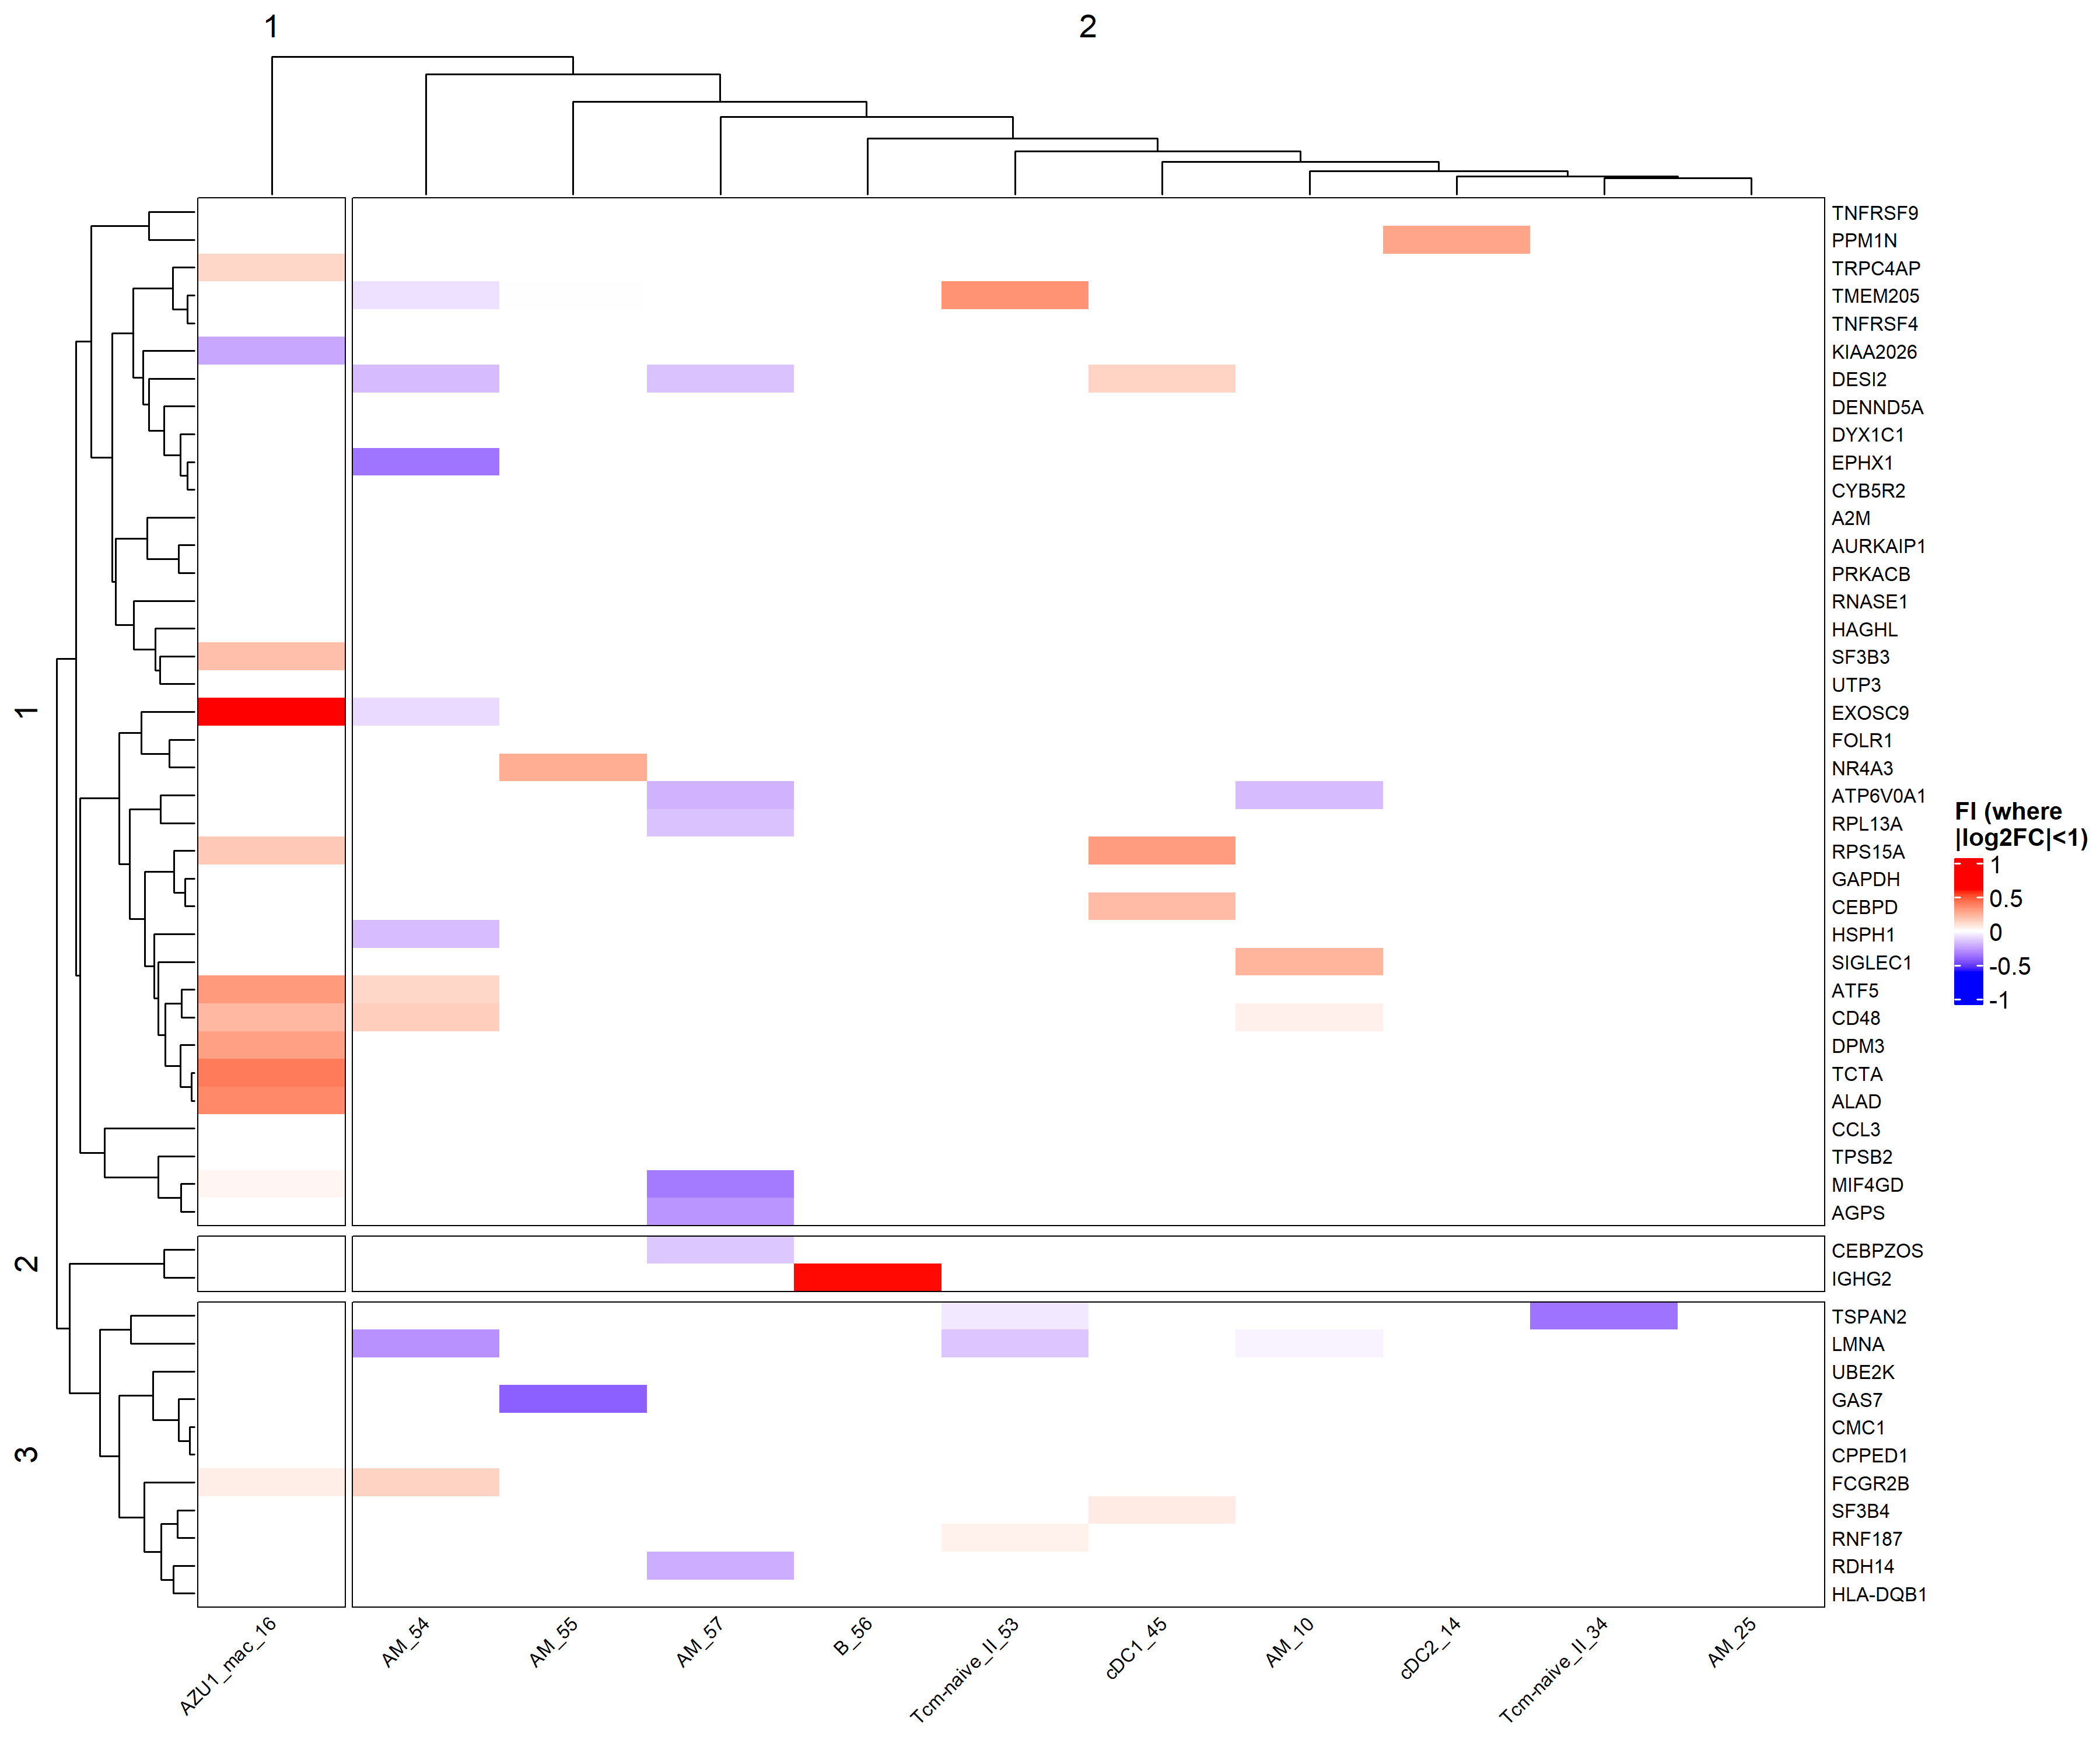 1
2
TNFRSF9
PPM1N
TRPC4AP
TMEM205
TNFRSF4
KIAA2026
DESI2
DENND5A
DYX1C1
EPHX1
CYB5R2
A2M
AURKAIP1
PRKACB
RNASE1
HAGHL
SF3B3
UTP3
1
EXOSC9
FOLR1
NR4A3
ATP6V0A1
RPL13A
RPS15A
GAPDH
CEBPD
HSPH1
SIGLEC1
ATF5
CD48
DPM3
TCTA
ALAD
CCL3
TPSB2
MIF4GD
AGPS
2
CEBPZOS
IGHG2
3
TSPAN2
LMNA
UBE2K
GAS7
CMC1
CPPED1
FCGR2B
SF3B4
RNF187
RDH14
HLA-DQB1
FI (where
|log2FC|<1)
1
0.5
0
-0.5
-1
AZU1_mac_16
AM_54
AM_55
AM_57
B_56
Tcm-naive_II_53
cDC1_45
AM_10
cDC2_14
Tcm-naive_II_34
AM_25